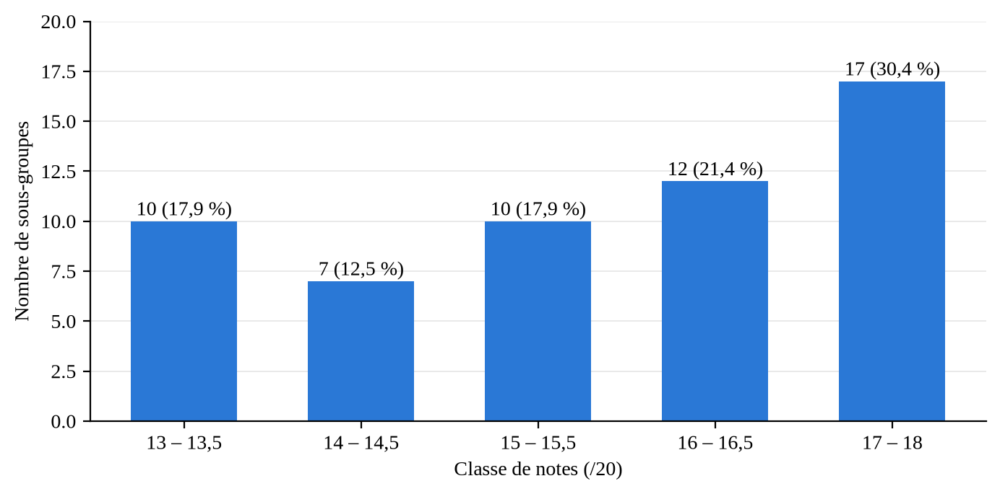 20.0
17.5
15.0
12.5
10.0
7.5
5.0
2.5
0.0
Nombre de sous-groupes
10 (17,9 %)
7 (12,5 %)
10 (17,9 %)
12 (21,4 %)
17 (30,4 %)
13 – 13,5
14 – 14,5
15 – 15,5
16 – 16,5
17 – 18
Classe de notes (/20)